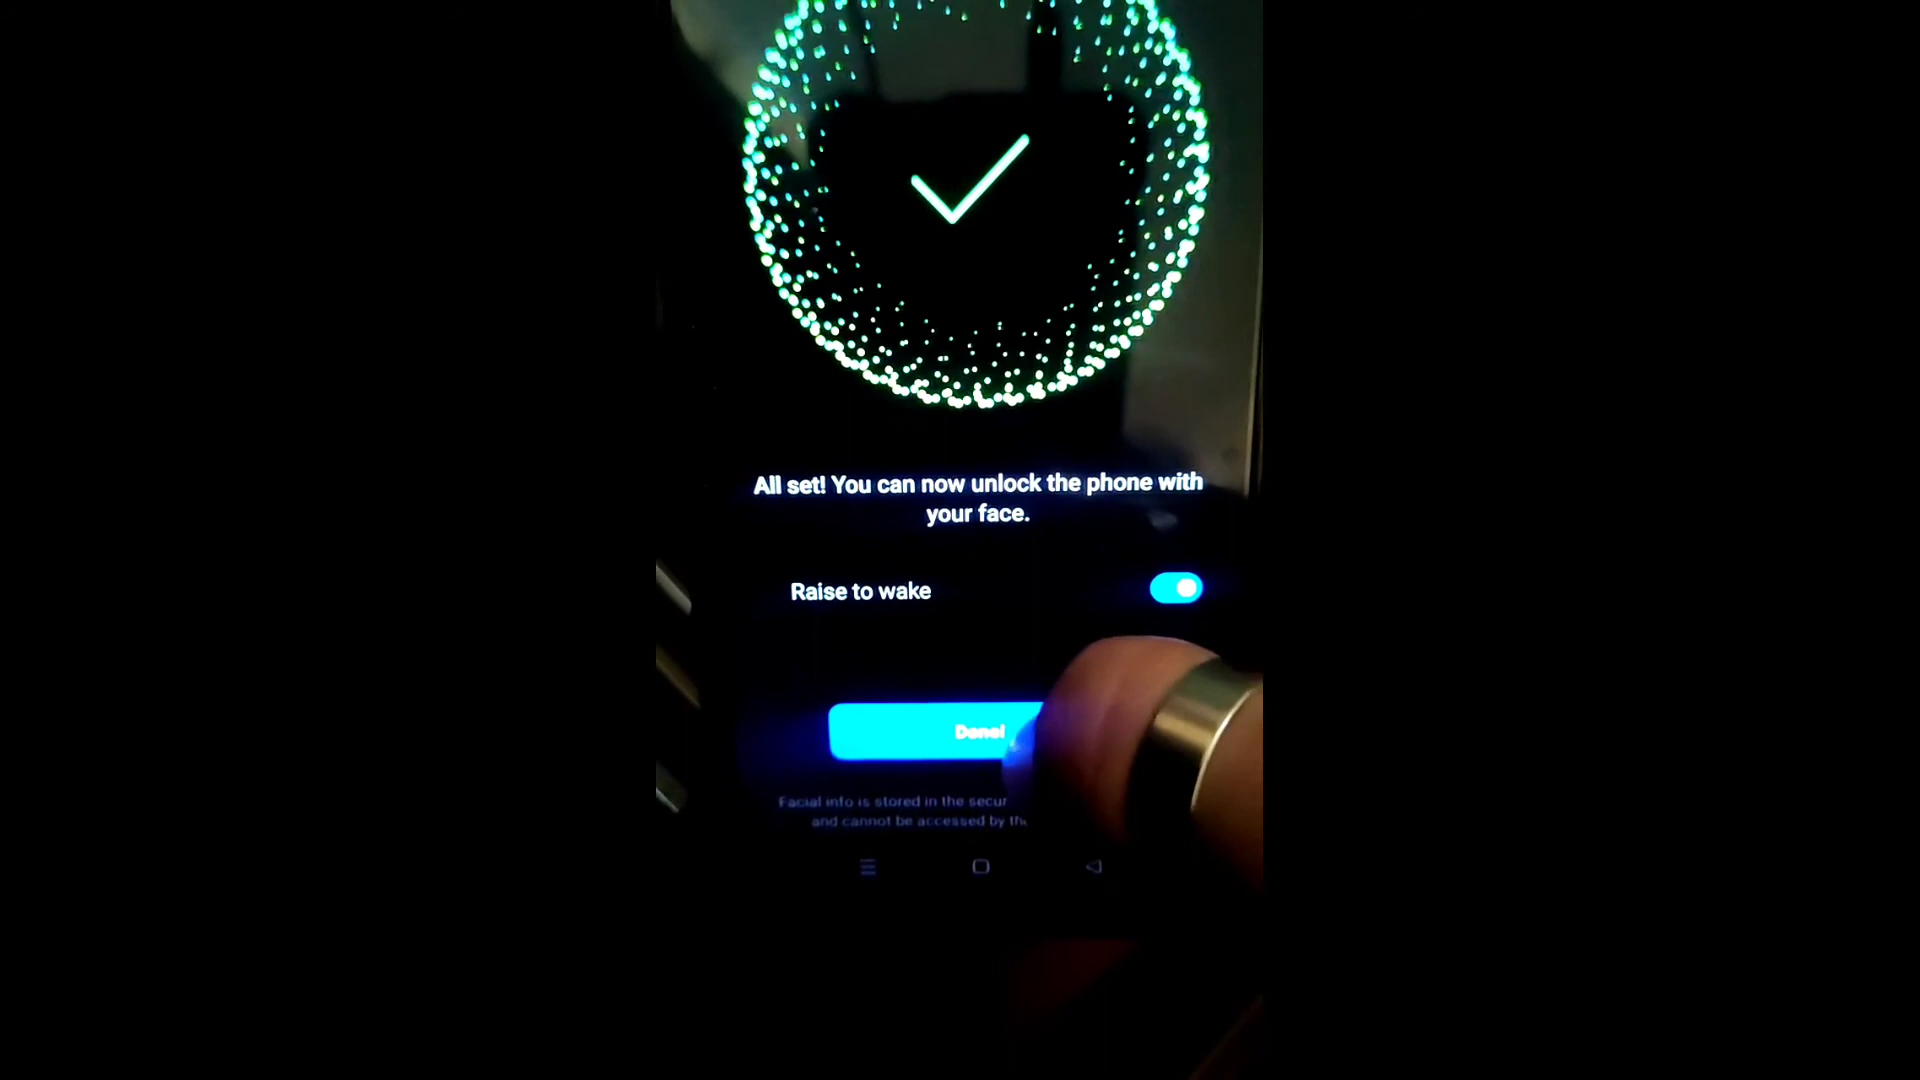 All set! You can now unlock the phone with
your face.
Raise to wake
Done!
Facial info is stored in the secur
and cannot be accessed by the